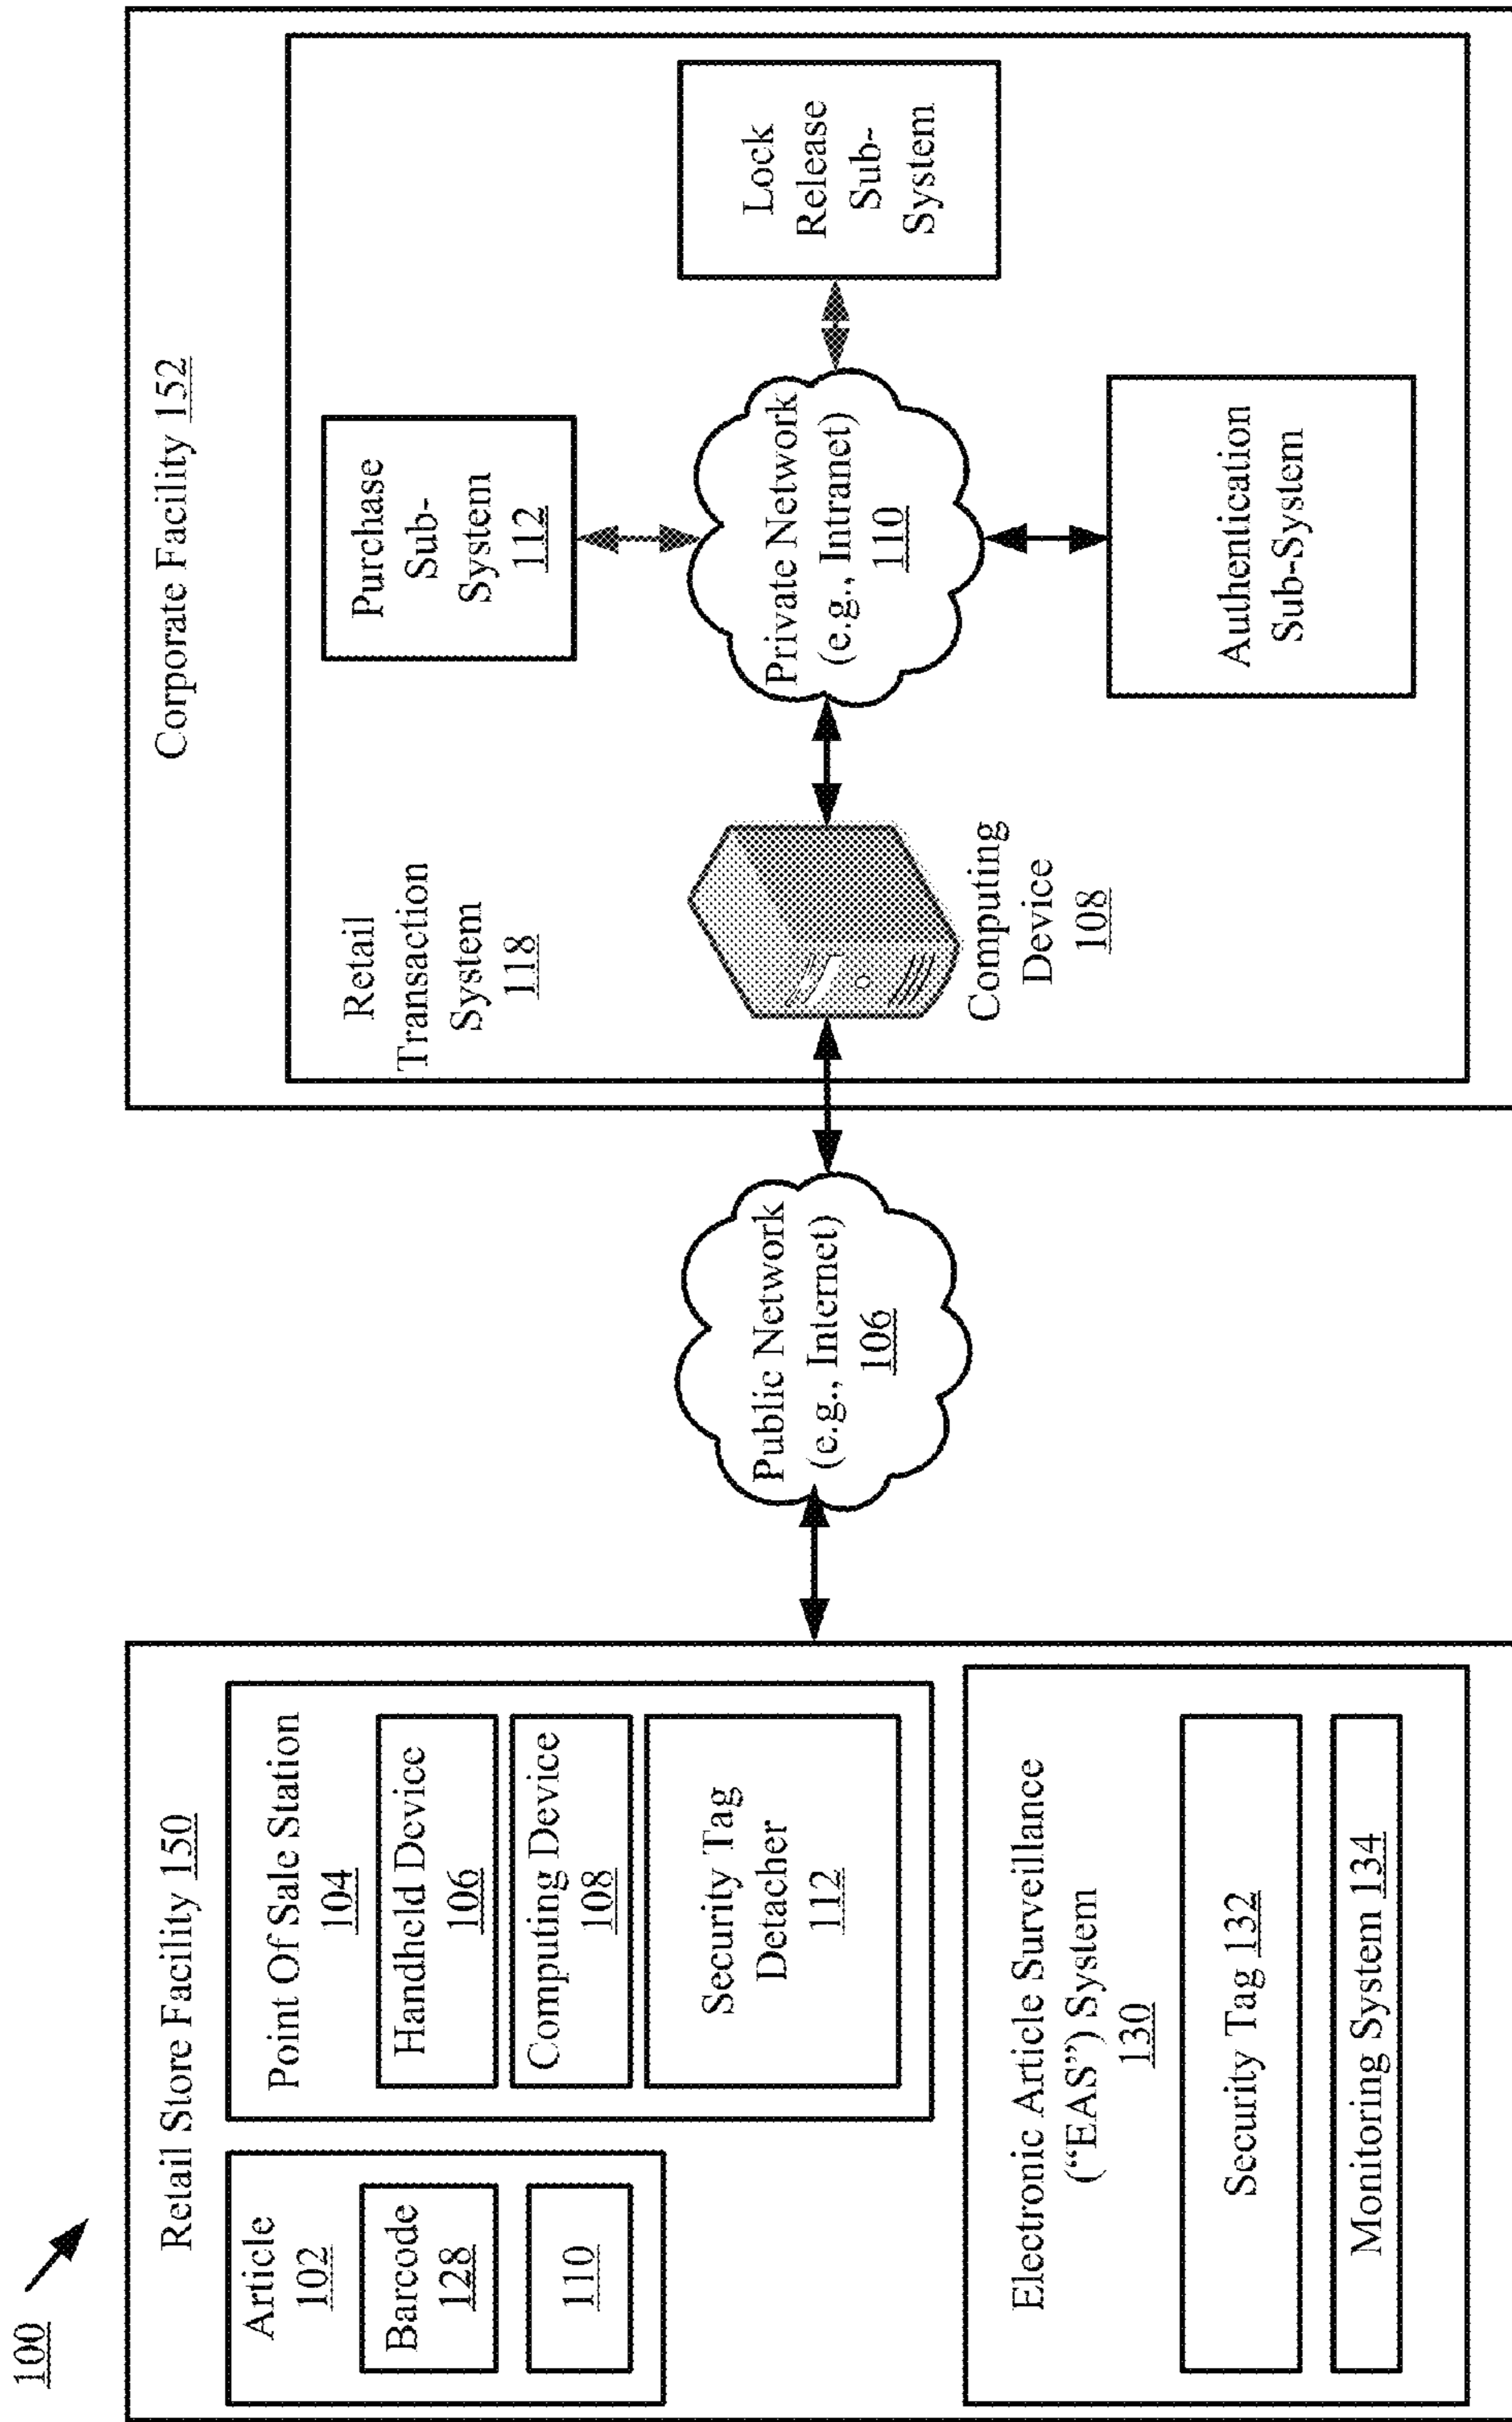 100
Retail Store Facility 150
Article
102
Barcode
128
110
Point Of Sale Station
104
Handheld Device
106
Computing Device
108
Security Tag
Detacher
112
Electronic Article Surveillance
(“EAS”) System
130
Security Tag 132
Monitoring System 134
Public Network
(e.g., Internet)
106
Corporate Facility 152
Retail
Transaction
System
118
Computing
Device
108
Purchase
Sub-
System
112
Private Network
(e.g., Intranet)
110
Lock
Release
Sub-
System
Authentication
Sub-System